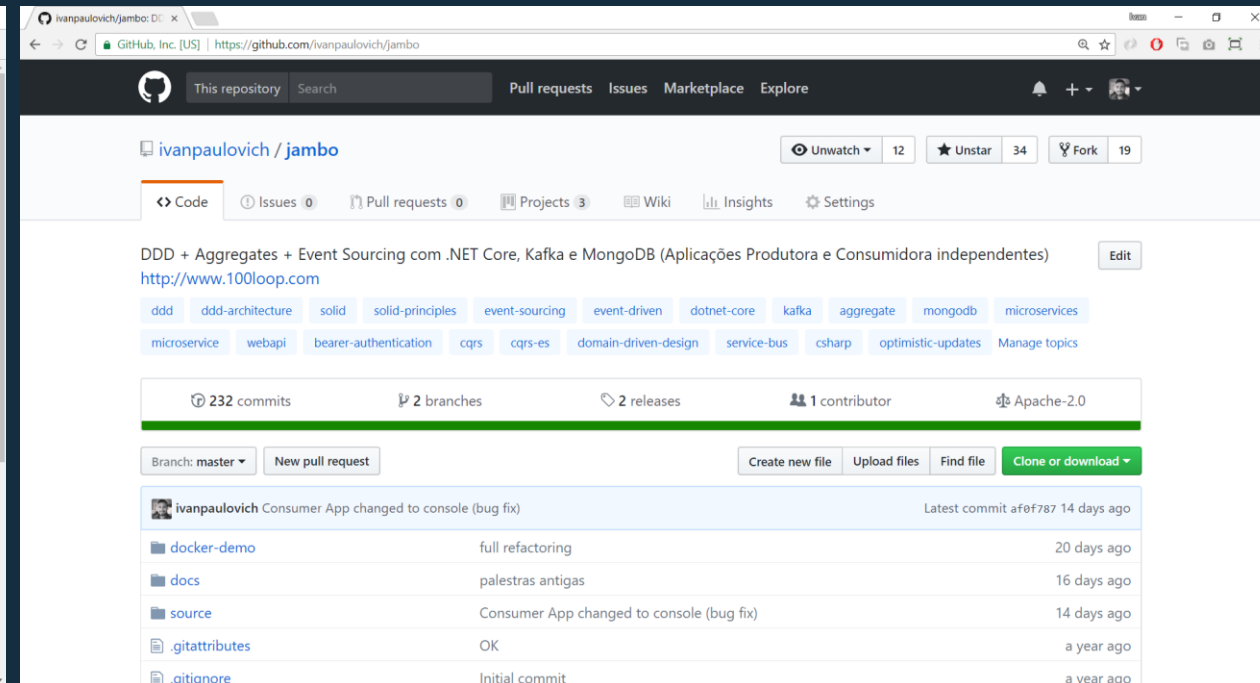 ivanpaulovich/jambo: DD
GitHub, Inc. [US] | https://github.com/ivanpaulovich/jambo
This repository Search Pull requests Issues Marketplace Explore
ivanpaulovich / jambo Unwatch 12 Unstar 34 Fork 19
Code Issues 0 Pull requests 0 Projects 3 Wiki Insights Settings
DDD + Aggregates + Event Sourcing com .NET Core, Kafka e MongoDB (Aplicações Produtora e Consumidora independentes) Edit
http://www.100loop.com
ddd ddd-architecture solid solid-principles event-sourcing event-driven dotnet-core kafka aggregate mongodb microservices
microservice webapi bearer-authentication cqrs cqrs-es domain-driven-design service-bus csharp optimistic-updates Manage topics
232 commits 2 branches 2 releases 1 contributor Apache-2.0
Branch: master New pull request Create new file Upload files Find file Clone or download
ivanpaulovich Consumer App changed to console (bug fix) Latest commit af0f787 14 days ago
docker-demo full refactoring 20 days ago
docs palestras antigas 16 days ago
source Consumer App changed to console (bug fix) 14 days ago
.gitattributes OK a year ago
.gitignore Initial commit a year ago